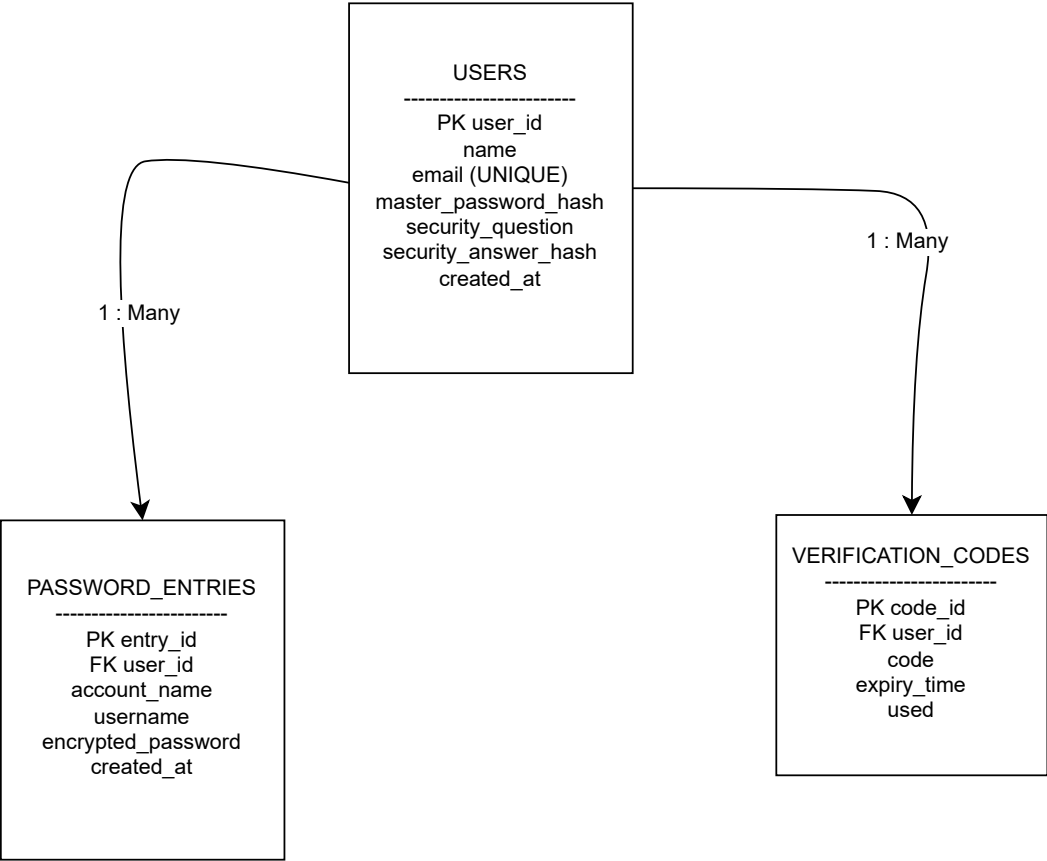 USERS
------------------------
PK user_id
name
email (UNIQUE)
master_password_hash
security_question
security_answer_hash
created_at
1 : Many
1 : Many
PASSWORD_ENTRIES
------------------------
PK entry_id
FK user_id
account_name
username
encrypted_password
created_at
VERIFICATION_CODES
------------------------
PK code_id
FK user_id
code
expiry_time
used